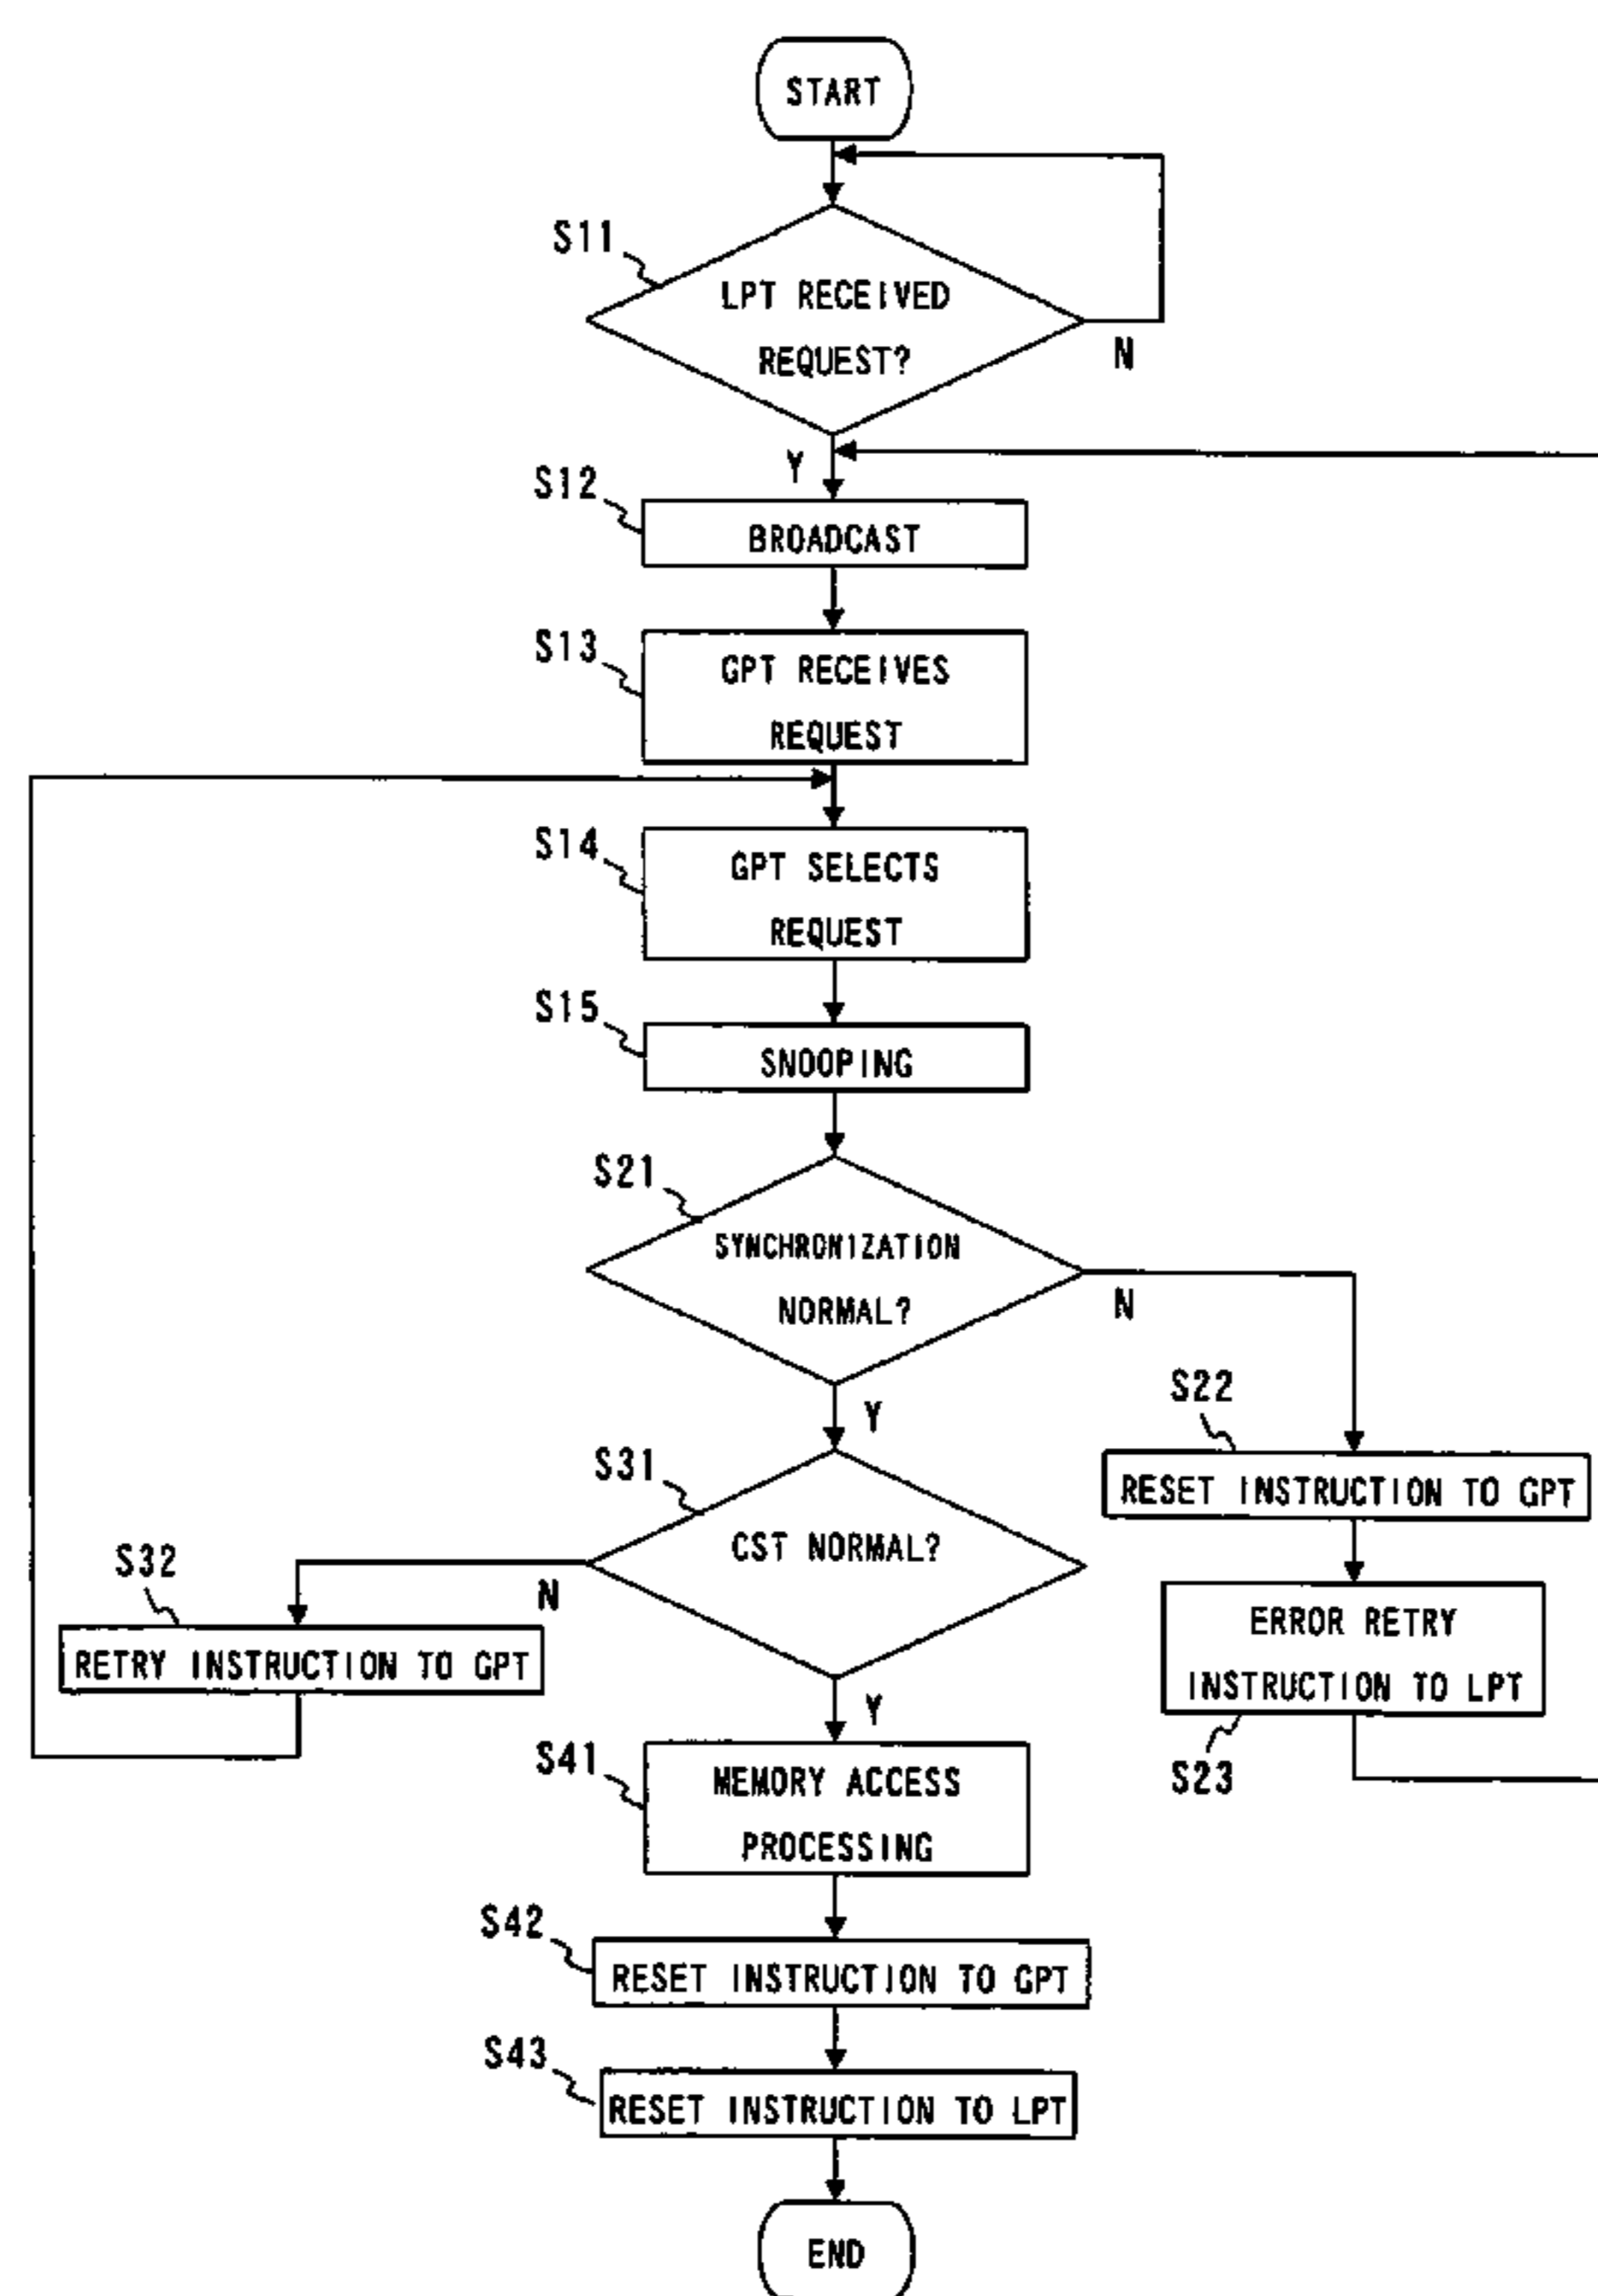 START
S11
LPT RECEIVED
REQUEST?
N
Y
S12
BROADCAST
S13
GPT RECEIVES
REQUEST
S14
GPT SELECTS
REQUEST
S15
SNOOPING
S21
SYNCHRONIZATION
NORMAL?
N
Y
S22
RESET INSTRUCTION TO GPT
ERROR RETRY
INSTRUCTION TO LPT
S23
S31
CST NORMAL?
N
S32
RETRY INSTRUCTION TO GPT
Y
S41
MEMORY ACCESS
PROCESSING
S42
RESET INSTRUCTION TO GPT
S43
RESET INSTRUCTION TO LPT
END